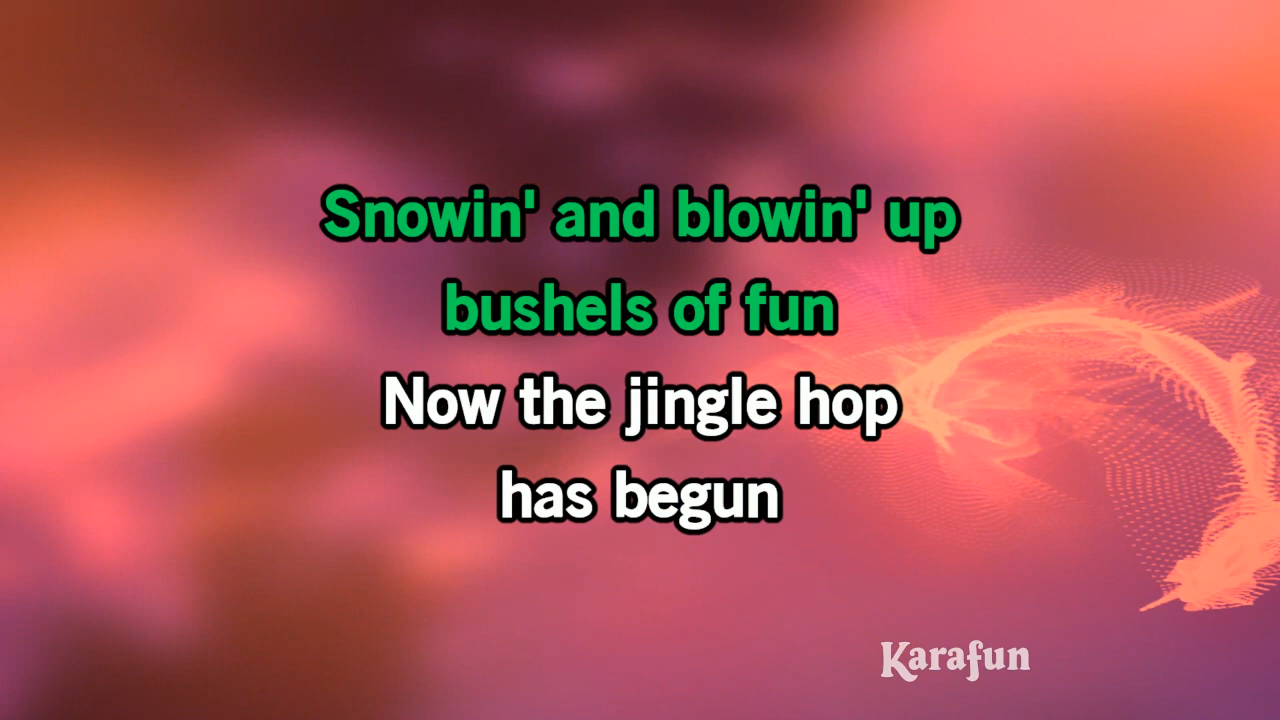 Snowin' and blowin' up
bushels of fun
Now the jingle hop
has begun
Karafun